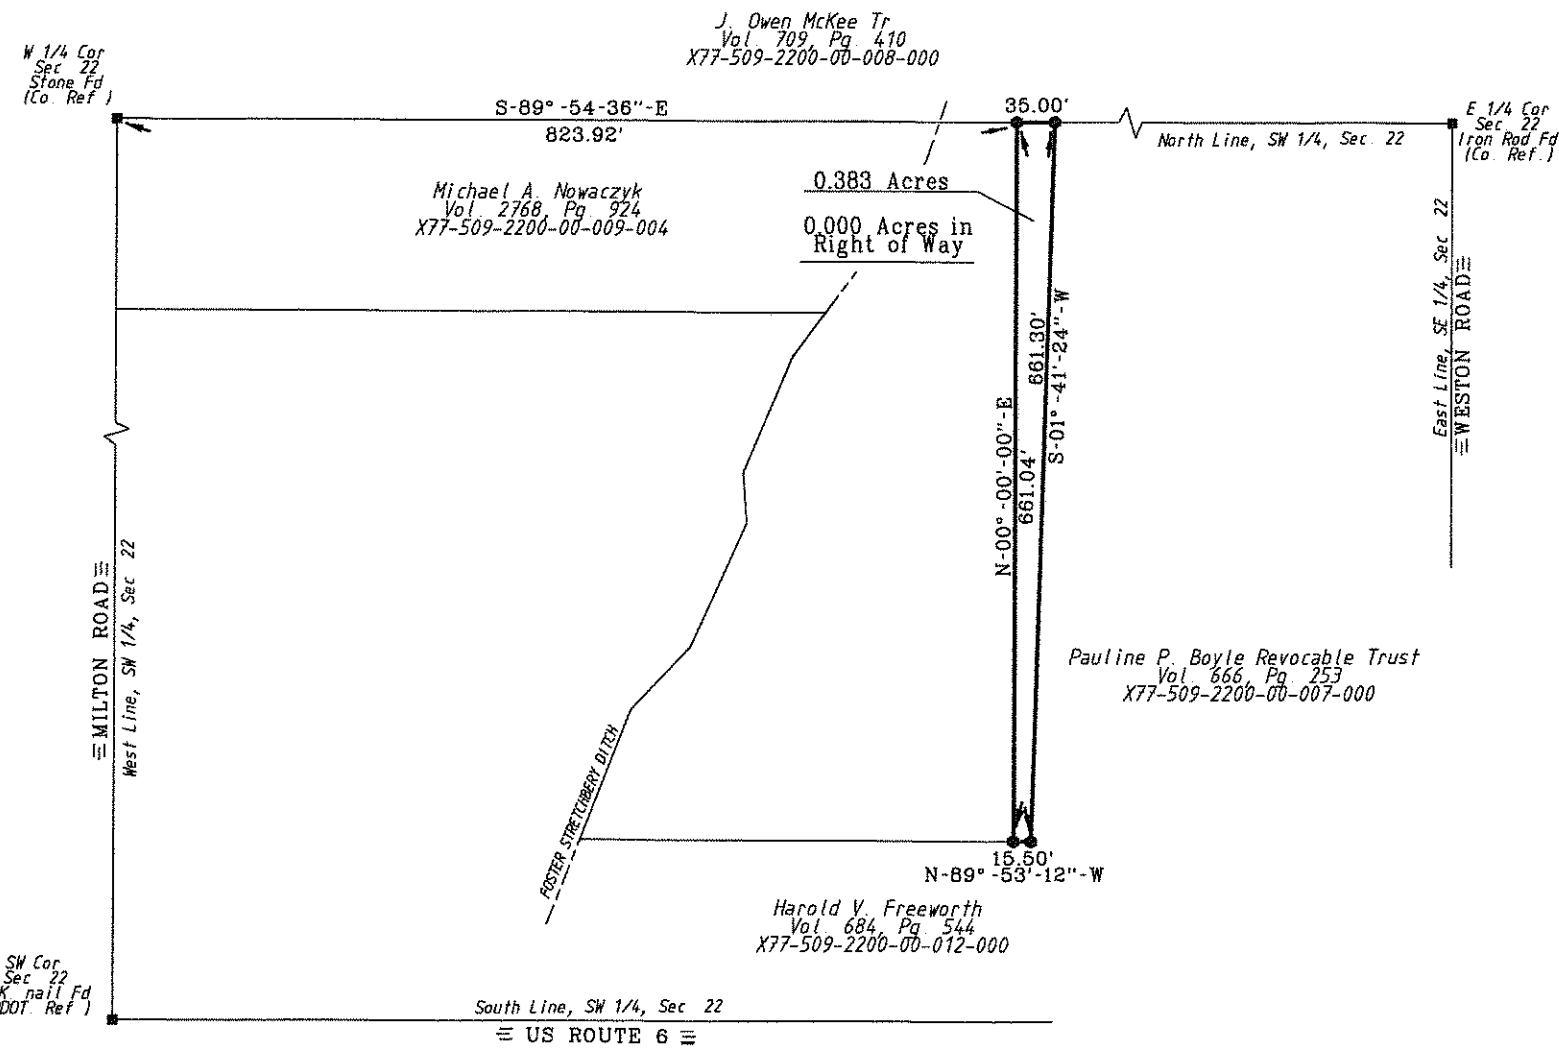 J. Owen McKee Tr
Vol. 709, Pg. 410
X77-509-2200-00-008-000
W 1/4 Cor
Sec 22
Stone Fd
(Co. Ref )
S-89° -54-36"-E
823.92'
35.00'
E 1/4 Cor
Sec. 22
Iron Rod Fd
(Co. Ref.)
North Line, SW 1/4, Sec. 22
Michael A. Nowaczyk
Vol. 2768, Pg. 924
X77-509-2200-00-009-004
0.383 Acres
0.000 Acres in
Right of Way
East Line, SE 1/4, Sec 22
=WESTON ROAD=
661.30'
S-01° -41'-24"-W
N-00° -00'-00"-E
661.04'
=MILTON ROAD=
West Line, SW 1/4, Sec 22
Pauline P. Boyle Revocable Trust
Vol. 666, Pg. 253
X77-509-2200-00-007-000
FOSTER STRETCHBERY DITCH
15.50'
N-89° -53'-12"-W
Harold V. Freeworth
Vol. 684, Pg. 544
X77-509-2200-00-012-000
SW Cor
Sec 22
K nail Fd
DOT. Ref )
South Line, SW 1/4, Sec 22
= US ROUTE 6 =